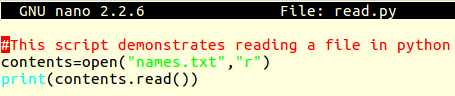 GNU nano 2.2.6 File: read.py
#This script demonstrates reading a file in python
contents=open("names.txt","r")
print(contents.read())